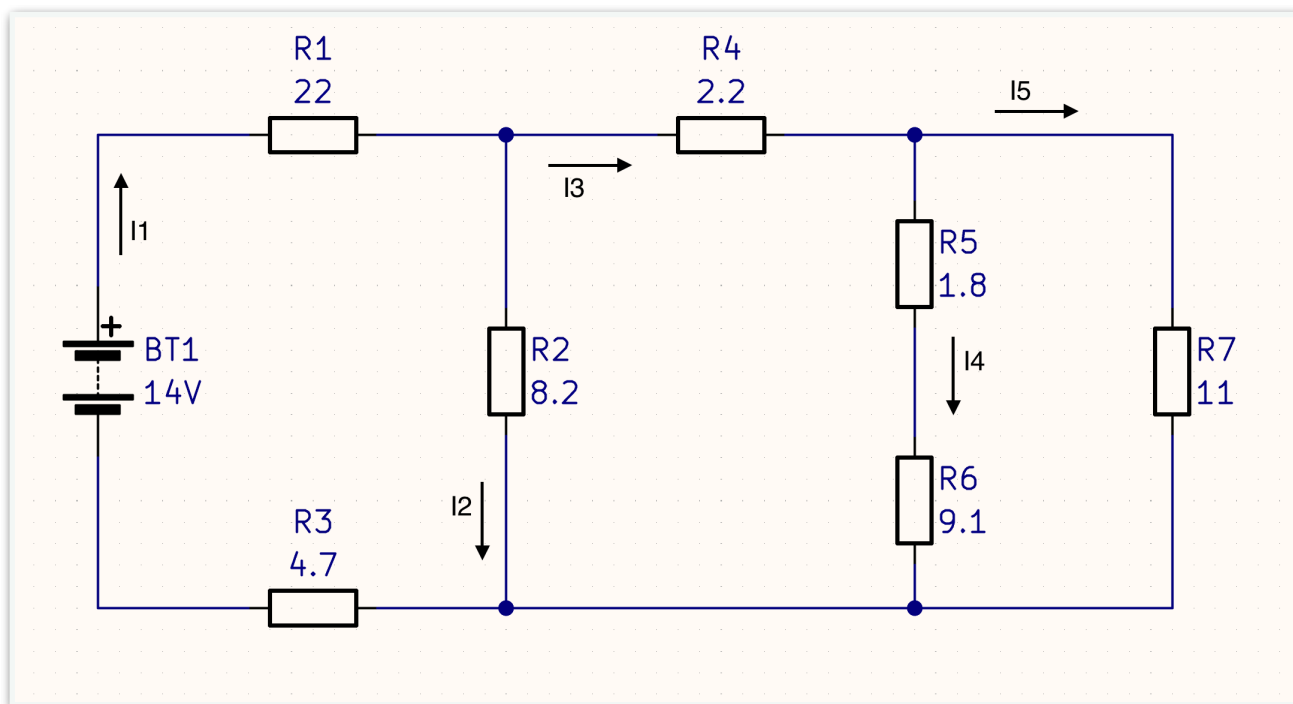 R1
22
R4
2.2
I5
I3
I1
R5
1.8
+
BT1
14V
R2
8.2
I4
R7
11
R6
9.1
I2
R3
4.7